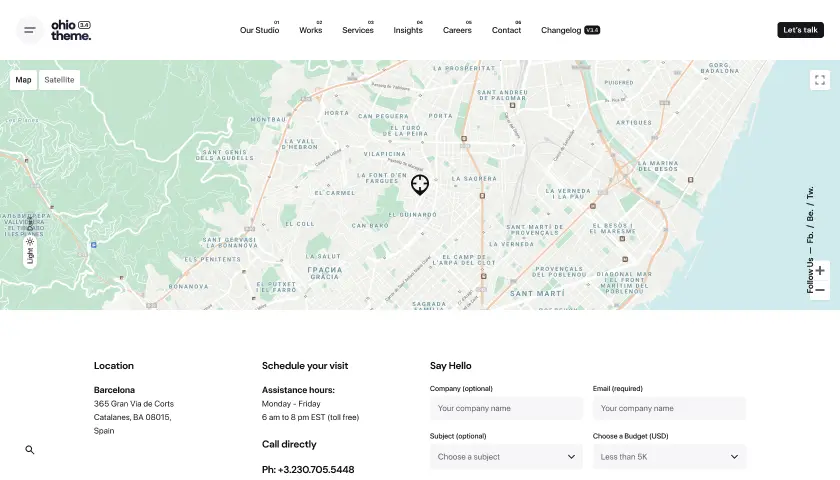 ohio 3.4
theme.
01
Our Studio
02
Works
03
Services
04
Insights
05
Careers
06
Contact
Changelog V3.4
Let's talk
Map
Satellite
LA PROSPERITAT
GORG,
BADALONA
PUIGERED
SANT ANDREU
DE PALOMAR
MONTBAU
HORTA
CAN PEGUERA
PORTA
ARTIGUES
EL TURÓ
DE LA PEIRA
LA VALL
D'HEBRON
SANT GENÍS
DELS AGUDELLS
VILAPICINA
LA MARINA
DEL BESÒS
LA FONT D'EN
FARGUES
LA SAGRERA
EL CARMEL
LA VERNEDA
I LA PAU
VALLVIDRERA
EL TIBIDABO
I LES PLANES
EL GUINARDÓ
EL COLL
CAN BARÓ
SANT MARTÍ DE
PROVENÇALS
EL BESÒS I
EL MARESME
SANT GERVASI
LA BONANOVA
LA VERNEDA
ELS PENITENTS
LA SALUT
EL CAMP DE
L'ARPA DEL CLOT
ГРАСИА
GRÀCIA
PROVENÇALS
DEL POBLENOU
DIAGONAL MAR
I EL FRONT
MARÍTIM DEL
POBLENOU
BONANOVA
EL PUTXET
I EL FARRÓ
SANT MARTÍ
SAGRADA
FAMÍLIA
Light
Follow Us — Fb. / Be. / Tw.
Location
Barcelona
365 Gran Via de Corts
Catalanes, BA 08015,
Spain
Schedule your visit
Assistance hours:
Monday - Friday
6 am to 8 pm EST (toll free)
Call directly
Ph: +3.230.705.5448
Say Hello
Company (optional)
Your company name
Email (required)
Your company name
Subject (optional)
Choose a subject
Choose a Budget (USD)
Less than 5K